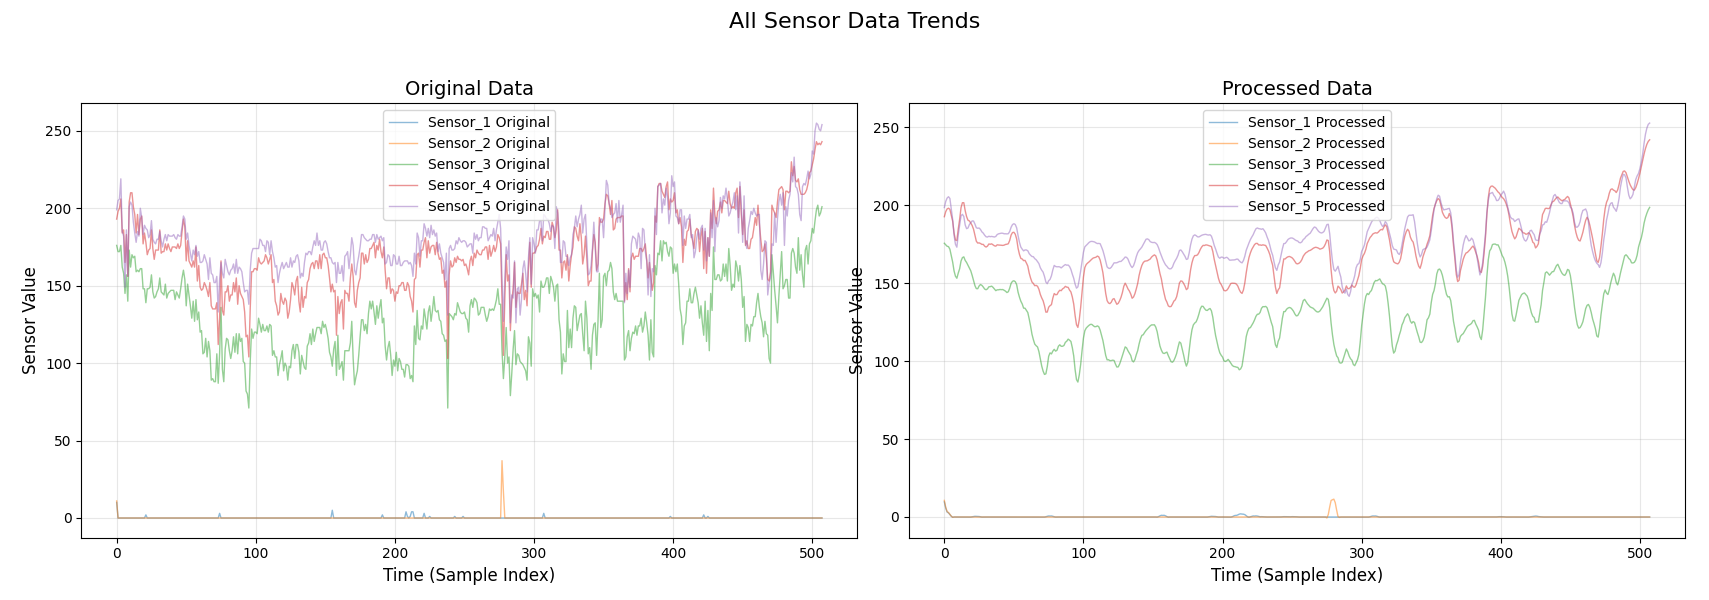 All Sensor Data Trends
Original Data
Sensor_1 Original
Sensor_2 Original
Sensor_3 Original
Sensor_4 Original
Sensor_5 Original
Sensor Value
250
200
150
100
50
0
0 100 200 300 400 500
Time (Sample Index)
Processed Data
Sensor_1 Processed
Sensor_2 Processed
Sensor_3 Processed
Sensor_4 Processed
Sensor_5 Processed
Sensor Value
250
200
150
100
50
0
0 100 200 300 400 500
Time (Sample Index)